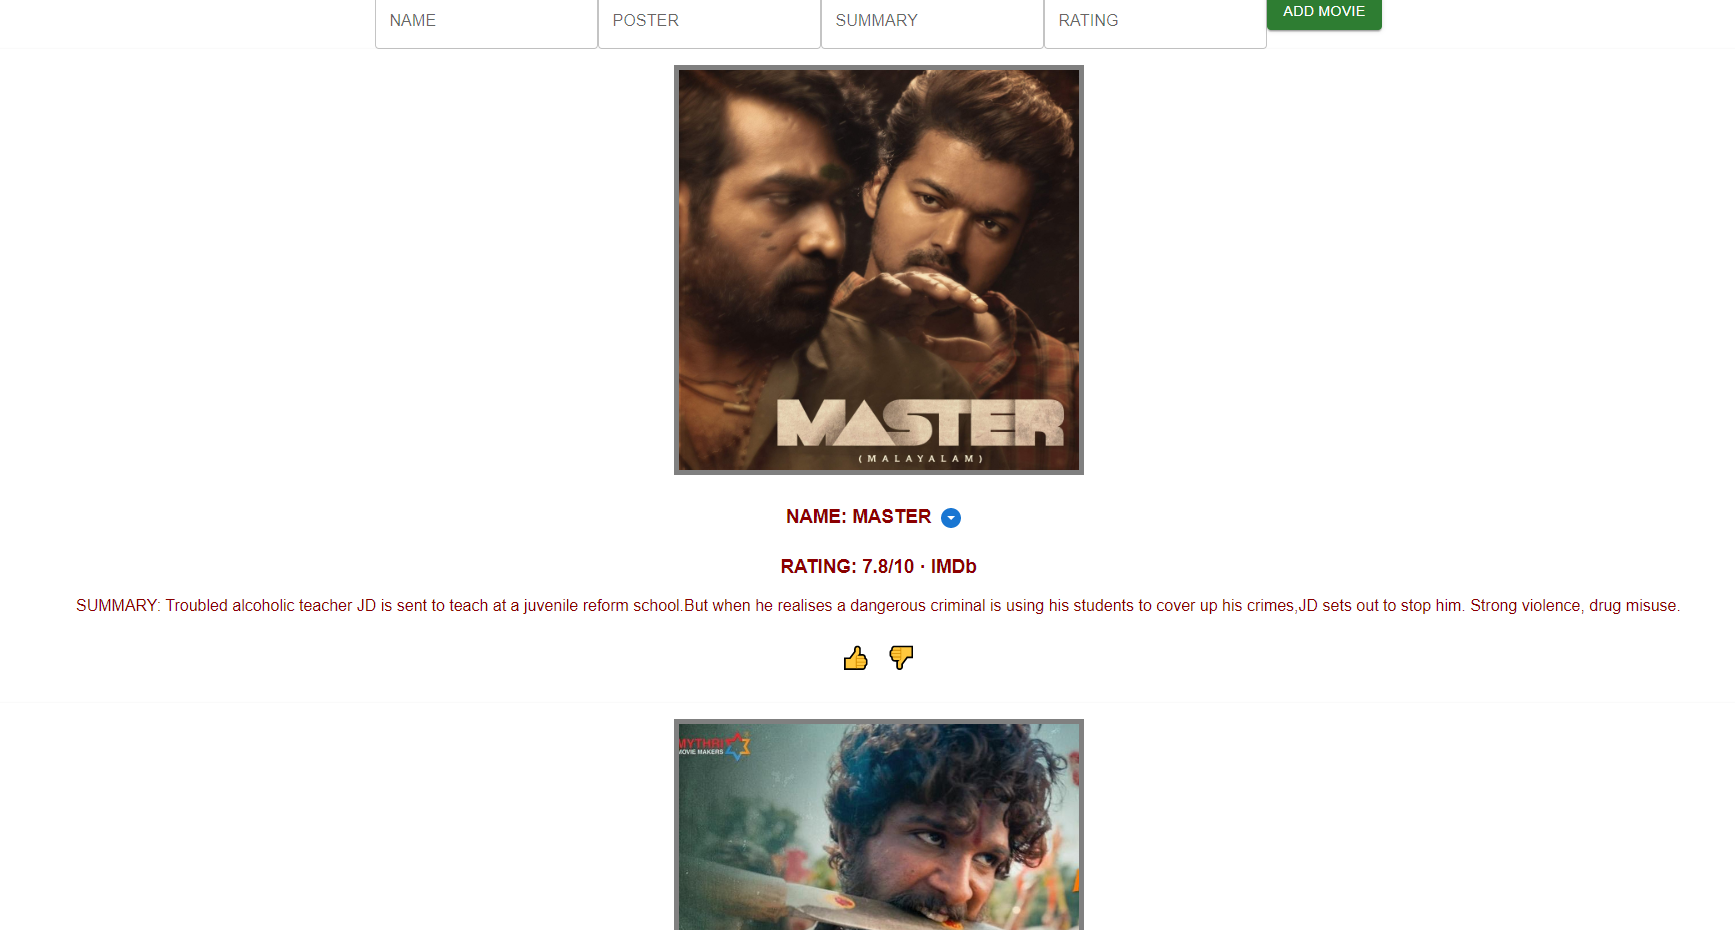 NAME
POSTER
SUMMARY
RATING
ADD MOVIE
MASTER
(MALAYALAM)
NAME: MASTER
RATING: 7.8/10 · IMDb
SUMMARY: Troubled alcoholic teacher JD is sent to teach at a juvenile reform school.But when he realises a dangerous criminal is using his students to cover up his crimes,JD sets out to stop him. Strong violence, drug misuse.
MYTHRI
MOVIE MAKERS